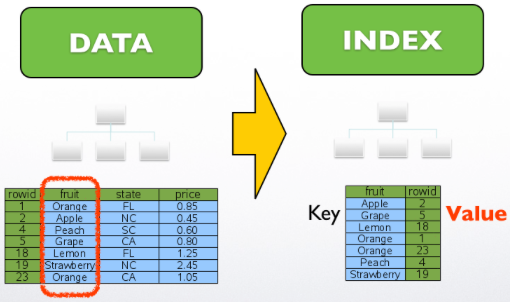 DATA
INDEX
rowid fruit state price
1 Orange FL 0.85
2 Apple NC 0.45
4 Peach SC 0.60
5 Grape CA 0.80
18 Lemon FL 1.25
19 Strawberry NC 2.45
23 Orange CA 1.05
fruit rowid
Apple 2
Grape 5
Lemon 18
Orange 1
Orange 23
Peach 4
Strawberry 19
Key
Value